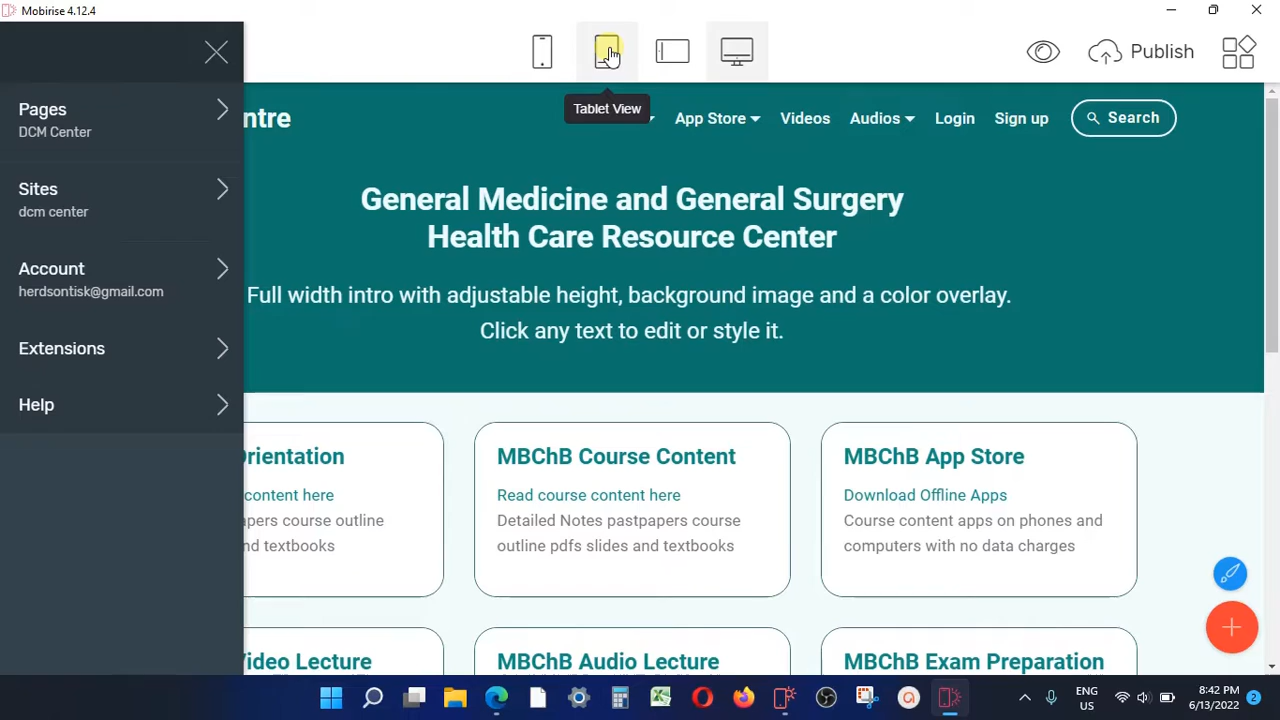 Mobirise 4.12.4
Publish
Tablet View
Pages
DCM Center
Sites
dcm center
Account
herdsontisk@gmail.com
Extensions
Help
ntre
App Store
Videos
Audios
Login
Sign up
Search
General Medicine and General Surgery
Health Care Resource Center
Full width intro with adjustable height, background image and a color overlay.
Click any text to edit or style it.
Orientation
content here
apers course outline
nd textbooks
MBChB Course Content
Read course content here
Detailed Notes pastpapers course
outline pdfs slides and textbooks
MBChB App Store
Download Offline Apps
Course content apps on phones and
computers with no data charges
Video Lecture
MBChB Audio Lecture
MBChB Exam Preparation
ENG
US
8:42 PM
6/13/2022
2